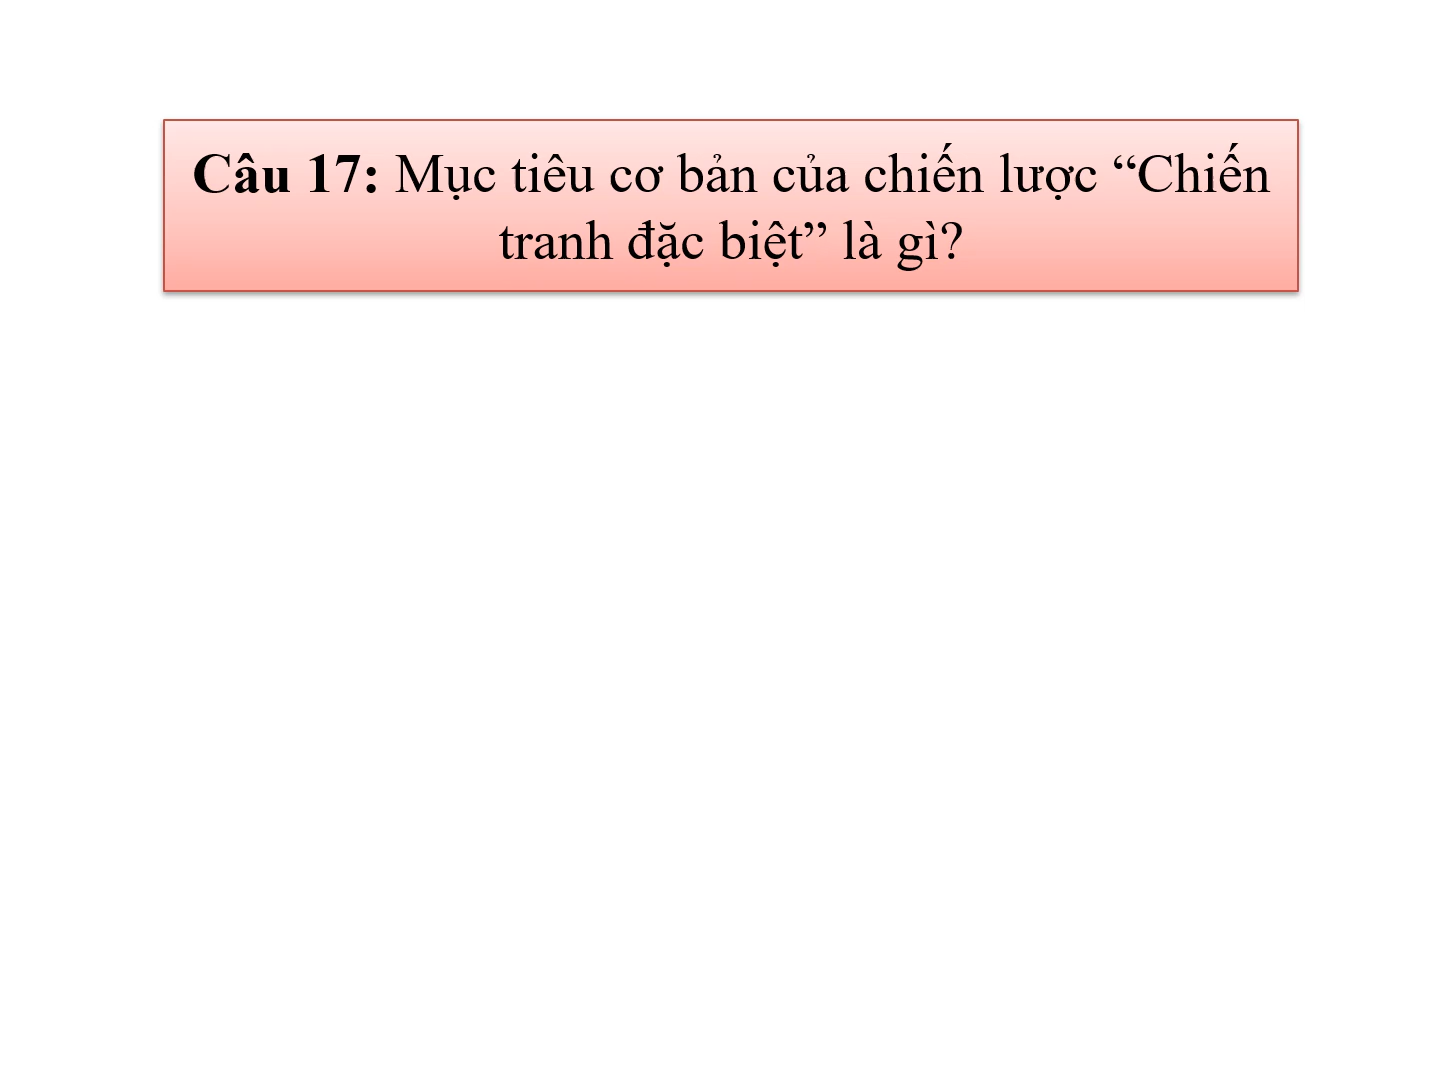 Câu 17: Mục tiêu cơ bản của chiến lược “Chiến
tranh đặc biệt” là gì?